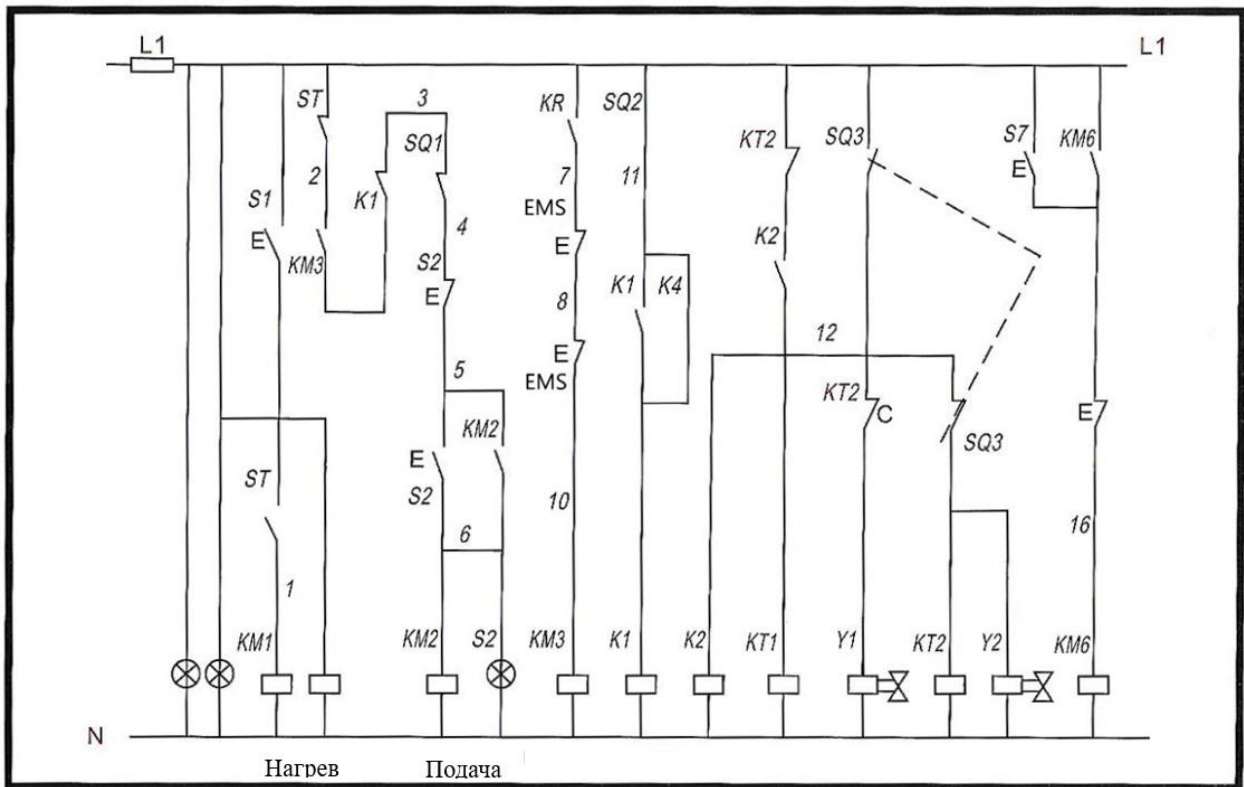 L1 L1
ST 3
SQ1
KR SQ2
KT2 SQ3
S7 KM6
2 K1 7 11
E
S1 EMS
4
E KM3 S2 E K2
E 8 K1 K4
12
E
EMS
5
KT2 C
E
KM2
SQ3
ST E
S2 10
6 16
1
KM1 KM2 S2 KM3 K1 K2 KT1 Y1 KT2 Y2 KM6
N
Нагрев Подача